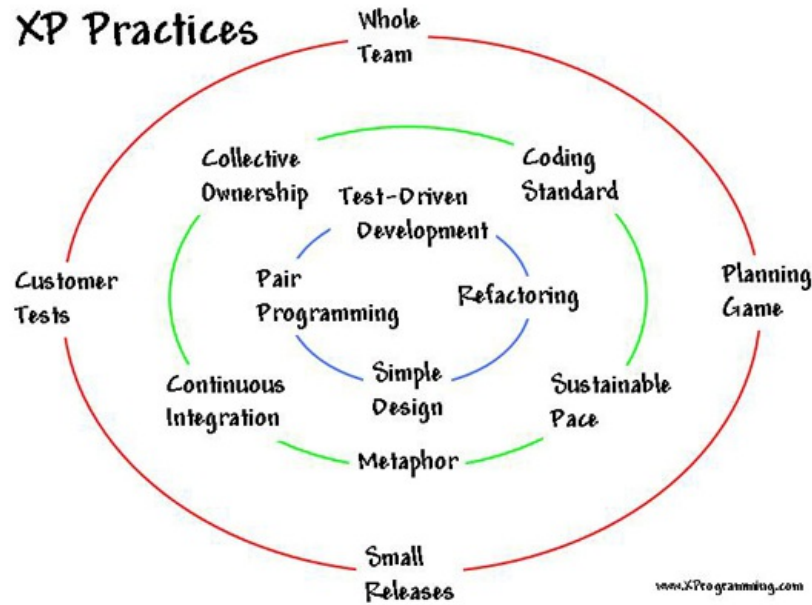 XP Practices
Whole
Team
Collective
Ownership
Coding
Standard
Test-Driven
Development
Customer
Tests
Pair
Programming
Refactoring
Planning
Game
Continuous
Integration
Simple
Design
Sustainable
Pace
Metaphor
Small
Releases
www.XProgramming.com